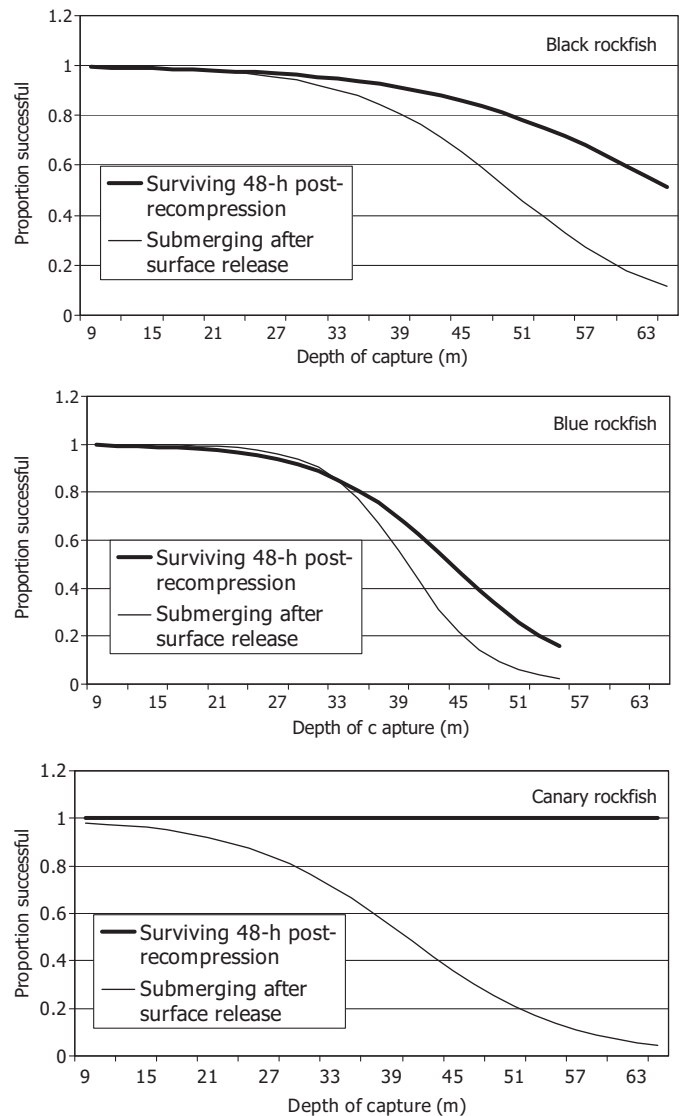 Black rockfish
1.2
1
0.8
0.6
0.4
0.2
0
Proportion successful
Surviving 48-h post-
recompression
Submerging after
surface release
9 15 21 27 33 39 45 51 57 63
Depth of capture (m)
Blue rockfish
1.2
1
0.8
0.6
0.4
0.2
0
Proportion successful
Surviving 48-h post-
recompression
Submerging after
surface release
9 15 21 27 33 39 45 51 57 63
Depth of c apture (m)
Canary rockfish
1.2
1
0.8
0.6
0.4
0.2
0
Proportion successful
Surviving 48-h post-
recompression
Submerging after
surface release
9 15 21 27 33 39 45 51 57 63
Depth of capture (m)